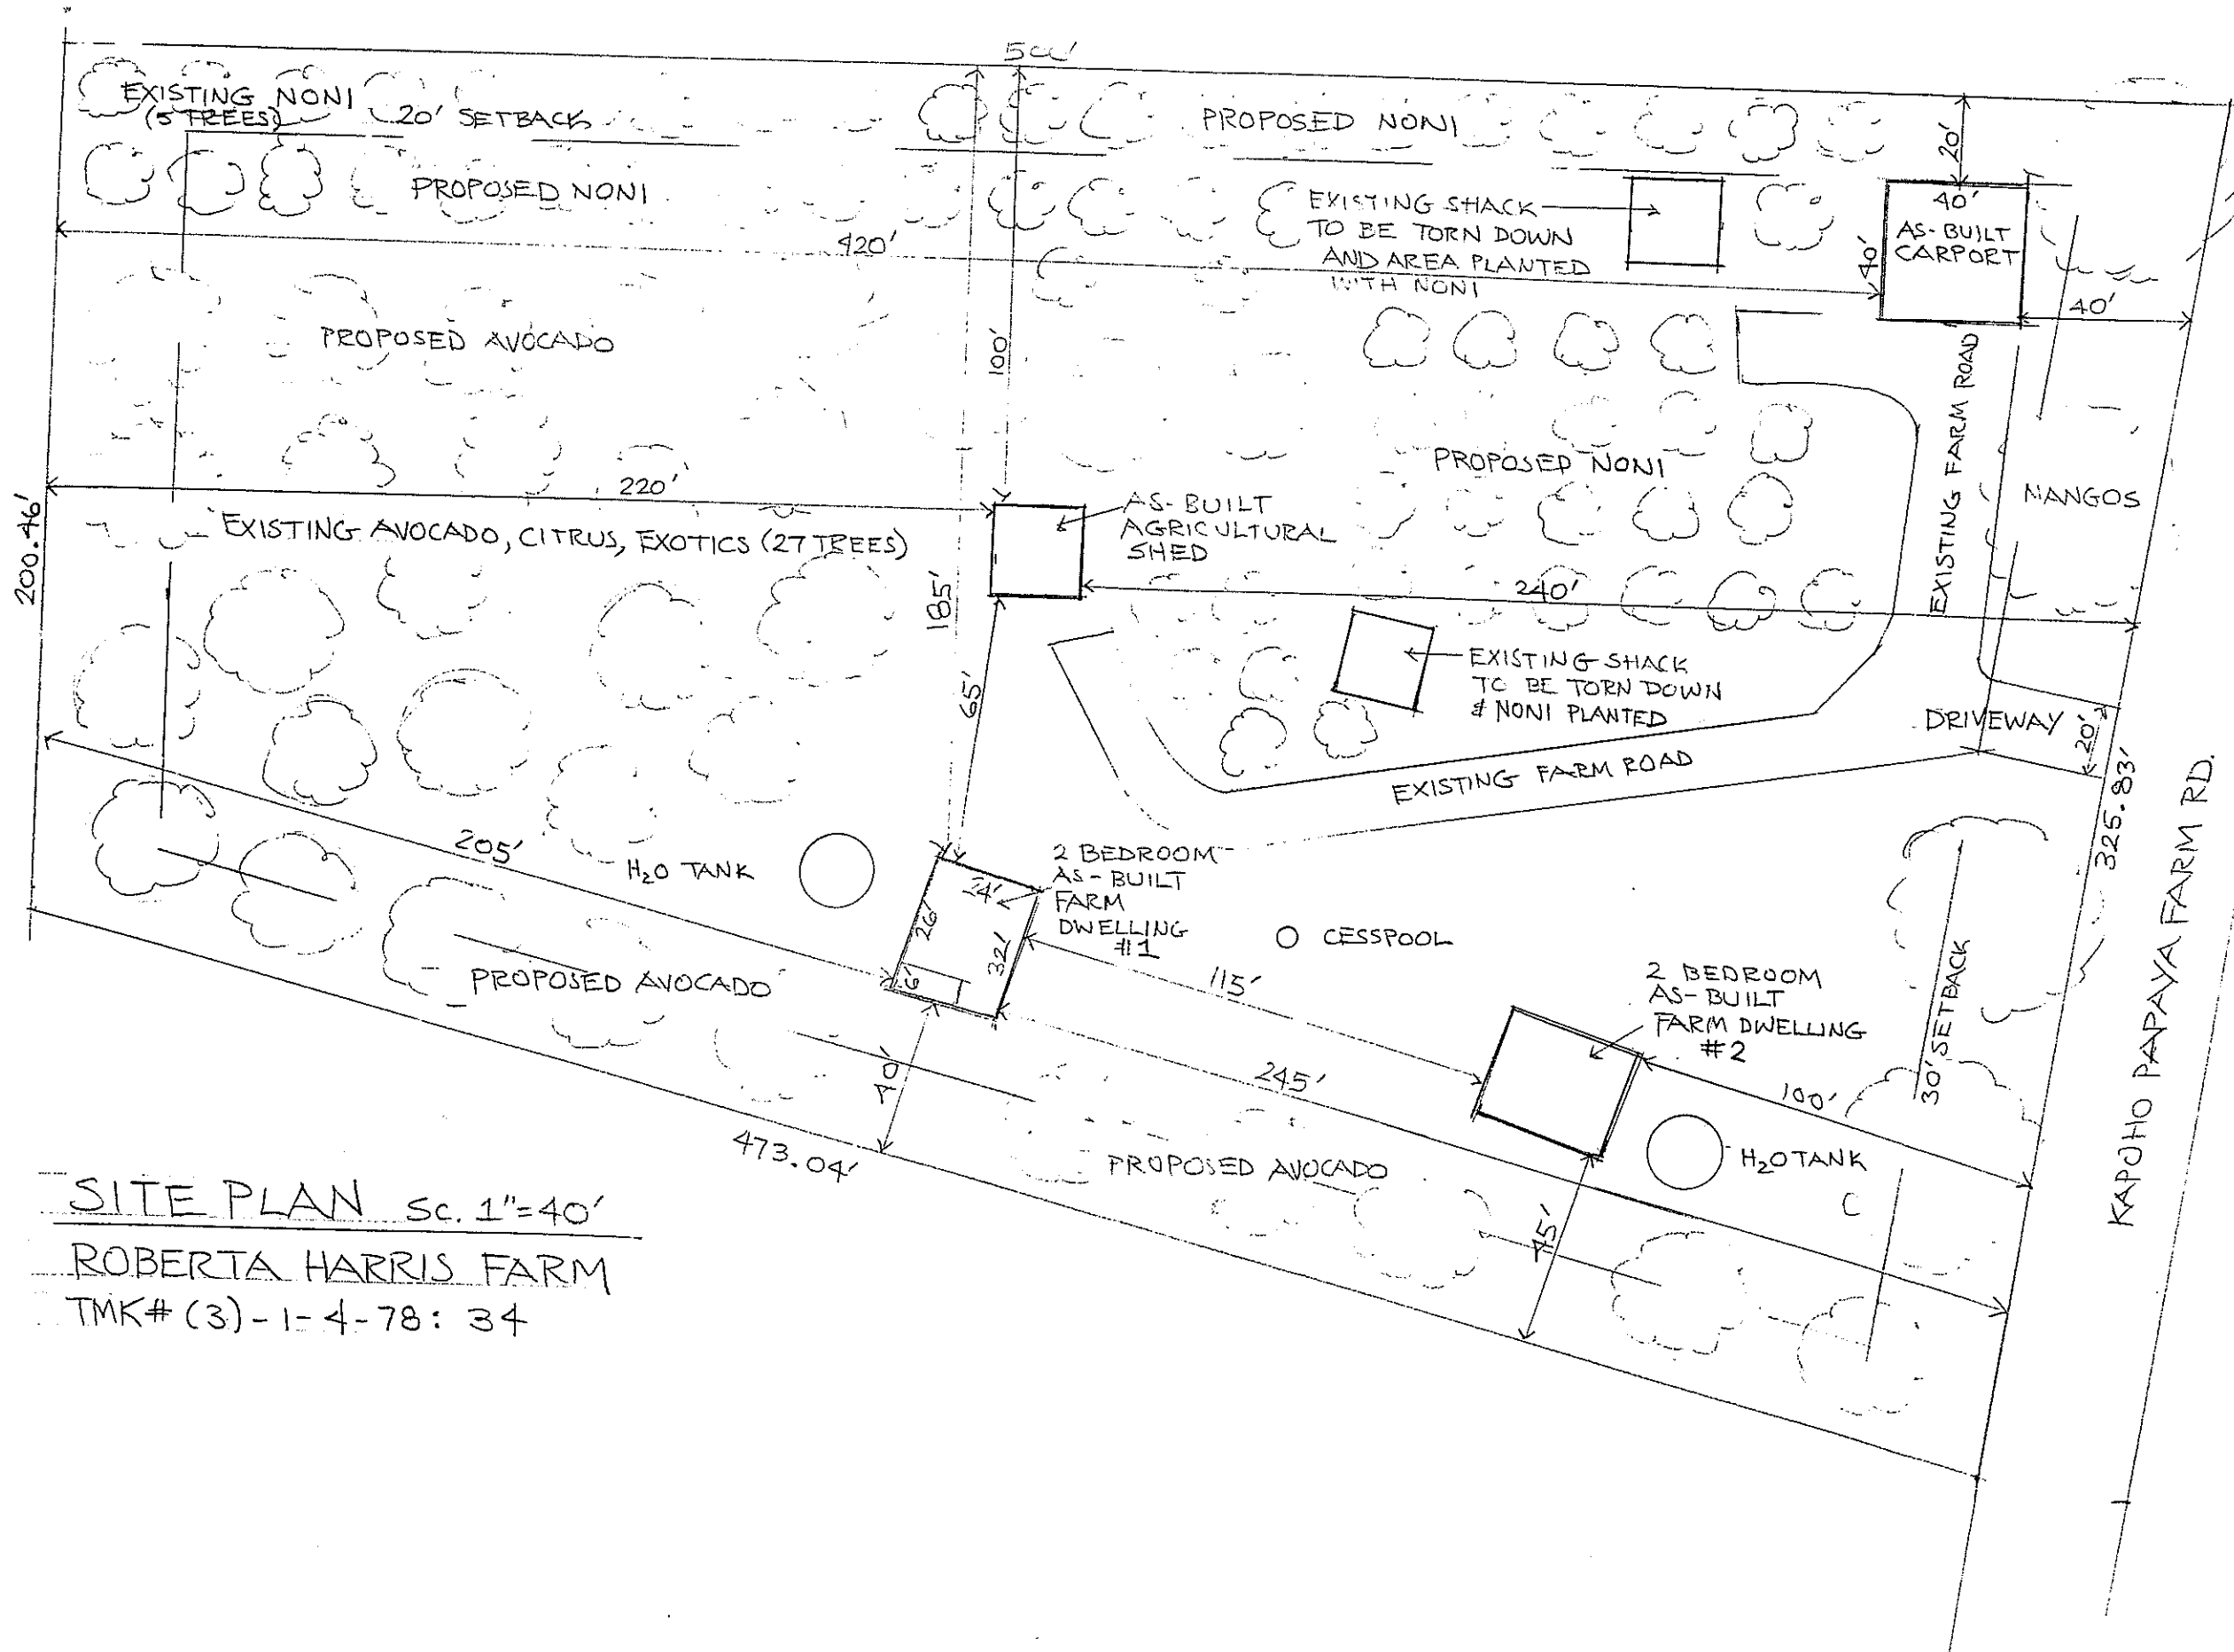 500'
EXISTING NONI
(5 TREES)
20' SETBACK
PROPOSED NONI
20'
PROPOSED NONI
EXISTING SHACK
TO BE TORN DOWN
AND AREA PLANTED
WITH NONI
40'
AS-BUILT
CARPORT
40'
40'
420'
PROPOSED AVOCADO
100'
EXISTING FARM ROAD
PROPOSED NONI
MANGOS
220'
200.46'
EXISTING AVOCADO, CITRUS, EXOTICS (27 TREES)
AS-BUILT
AGRICULTURAL
SHED
185'
240'
65'
EXISTING SHACK
TO BE TORN DOWN
& NONI PLANTED
DRIVEWAY
20'
EXISTING FARM ROAD
325.83'
KAPOHO PAPAYA FARM RD.
205'
H2O TANK
2 BEDROOM
AS-BUILT
FARM
DWELLING
#1
24'
26'
32'
6'
CESSPOOL
115'
2 BEDROOM
AS-BUILT
FARM DWELLING
#2
30' SETBACK
PROPOSED AVOCADO
40'
245'
100'
H2O TANK
473.04'
PROPOSED AVOCADO
45'
SITE PLAN SC. 1"=40'
ROBERTA HARRIS FARM
TMK# (3)-1-4-78: 34